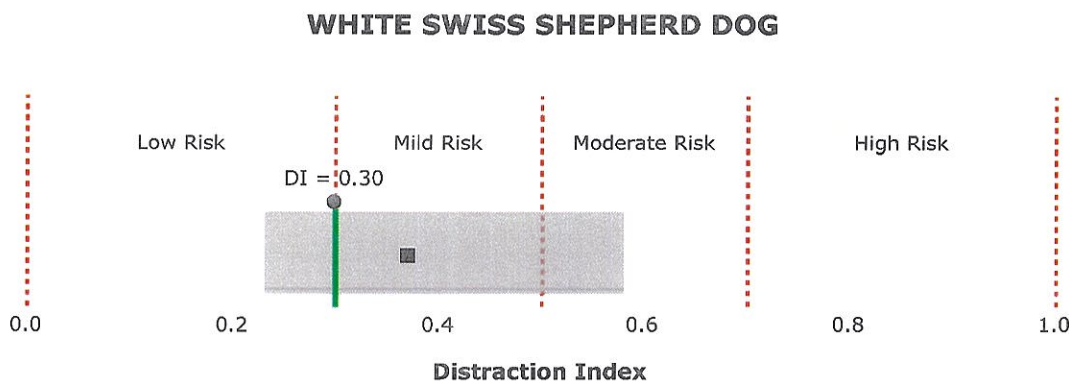 WHITE SWISS SHEPHERD DOG
Low Risk Mild Risk Moderate Risk High Risk
DI = 0.30
0.0 0.2 0.4 0.6 0.8 1.0
Distraction Index